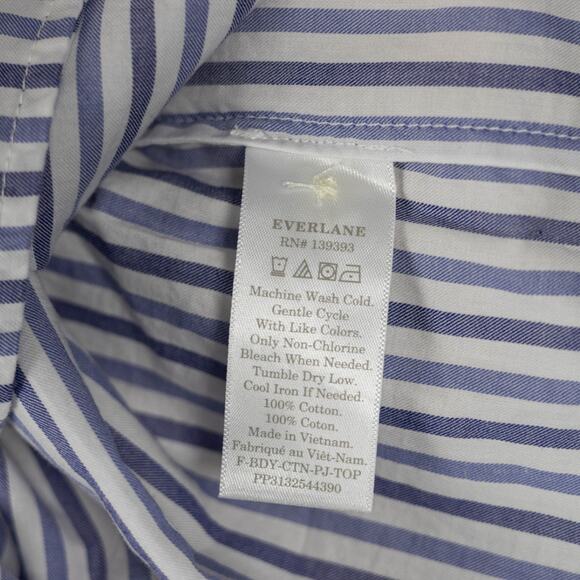 EVERLANE
RN# 139393
Machine Wash Cold.
Gentle Cycle
With Like Colors.
Only Non-Chlorine
Bleach When Needed.
Tumble Dry Low.
Cool Iron If Needed.
100% Cotton.
100% Coton.
Made in Vietnam.
Fabriqué au Viêt-Nam.
F-BDY-CTN-PJ-TOP
PP3132544390